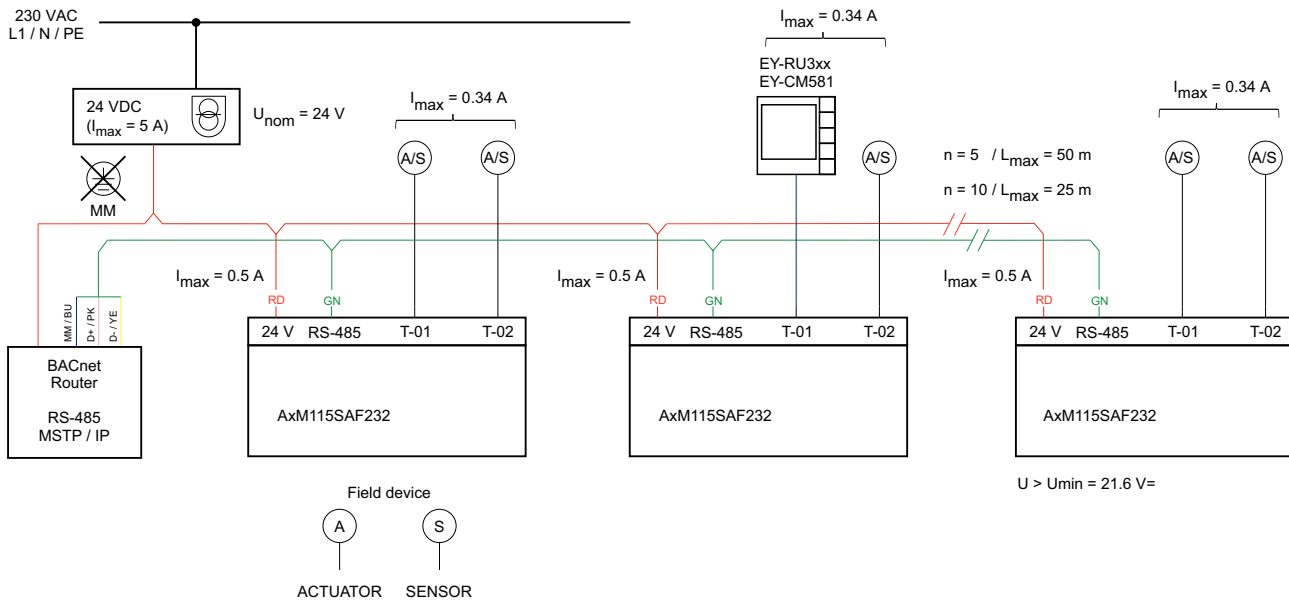 230 VAC
L1 / N / PE
24 VDC
(Imax = 5 A)
Unom = 24 V
MM
Imax = 0.34 A
A/S
A/S
Imax = 0.34 A
EY-RU3xx
EY-CM581
A/S
n = 5 / Lmax = 50 m
n = 10 / Lmax = 25 m
Imax = 0.34 A
A/S
A/S
Imax = 0.5 A
RD
GN
Imax = 0.5 A
RD
GN
Imax = 0.5 A
RD
GN
MM / BU
D+ / PK
D- / YE
BACnet
Router
RS-485
MSTP / IP
24 V RS-485 T-01 T-02
AxM115SAF232
24 V RS-485 T-01 T-02
AxM115SAF232
24 V RS-485 T-01 T-02
AxM115SAF232
U > Umin = 21.6 V=
Field device
A
S
ACTUATOR
SENSOR